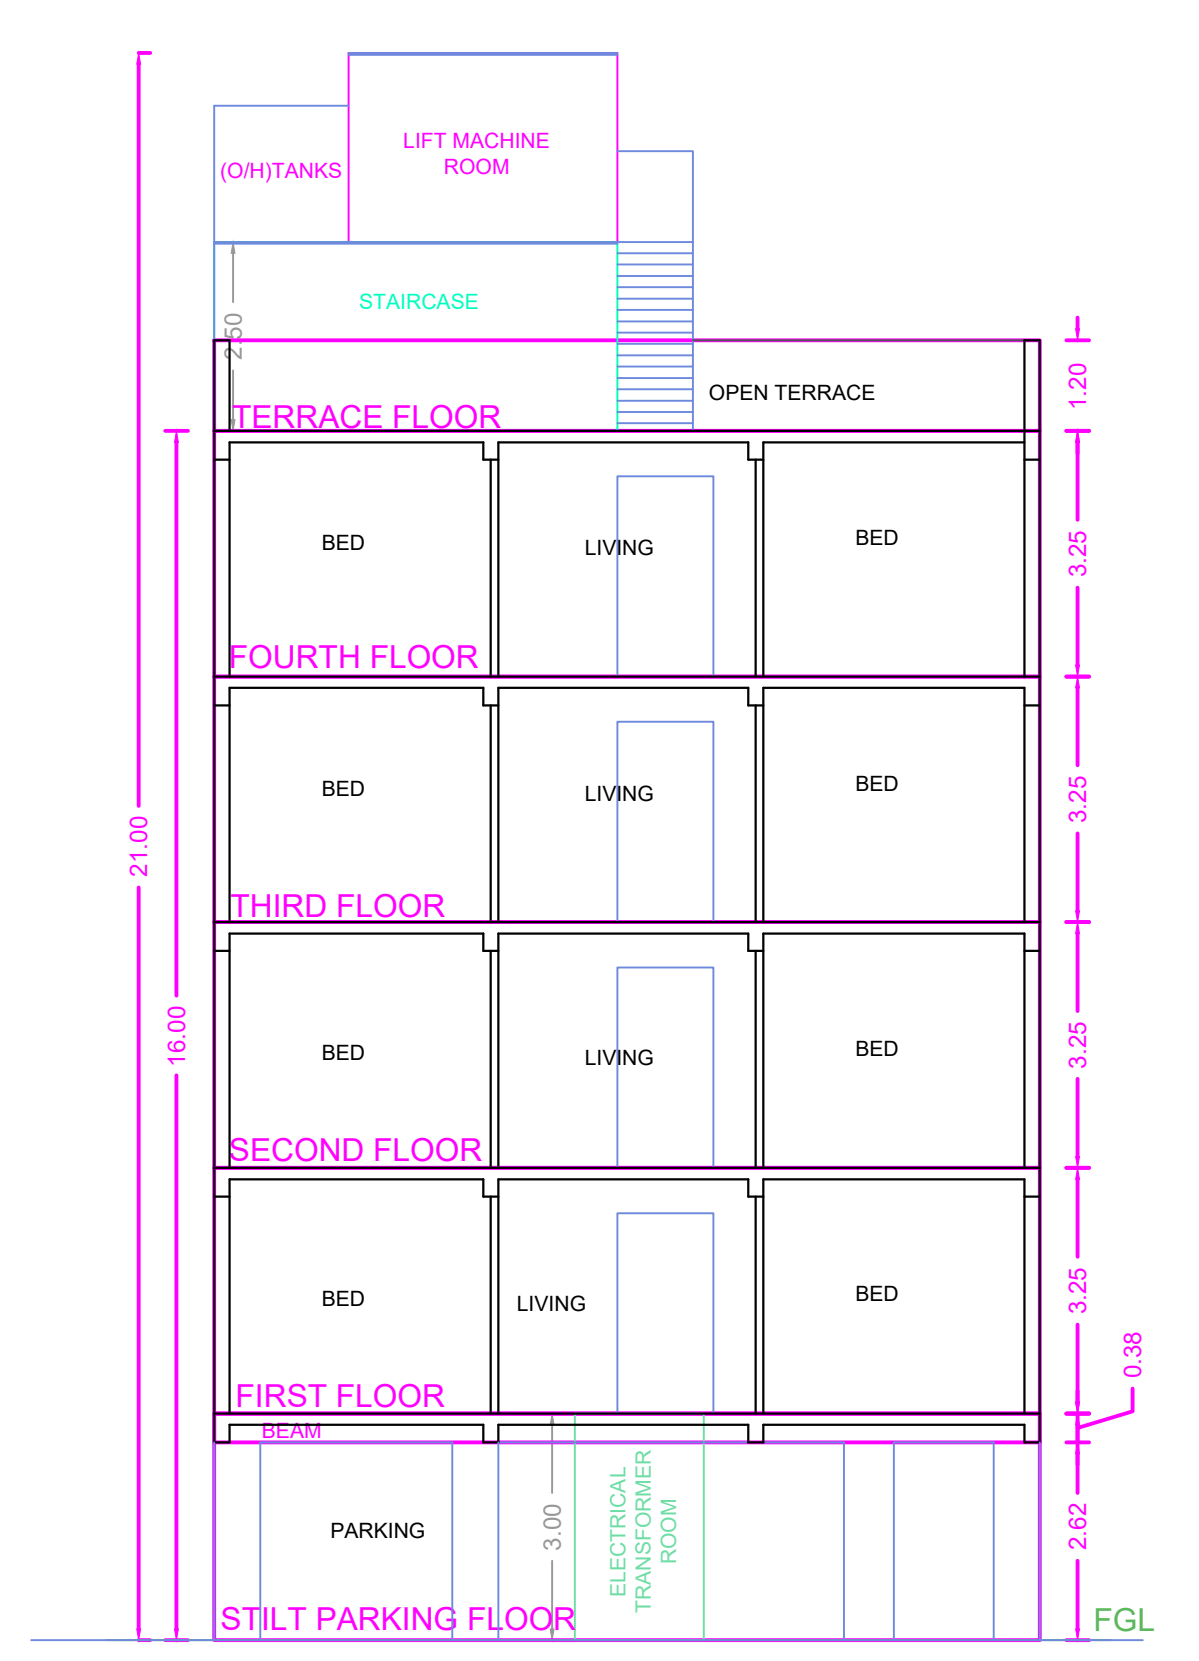 LIFT MACHINE
ROOM
(O/H)TANKS
STAIRCASE
2.50
OPEN TERRACE
1.20
TERRACE FLOOR
BED
LIVING
BED
3.25
FOURTH FLOOR
BED
LIVING
BED
3.25
21.00
THIRD FLOOR
16.00
BED
LIVING
BED
3.25
SECOND FLOOR
BED
LIVING
BED
3.25
0.38
FIRST FLOOR
BEAM
PARKING
3.00
ELECTRICAL
TRANSFORMER
ROOM
2.62
STILT PARKING FLOOR
FGL